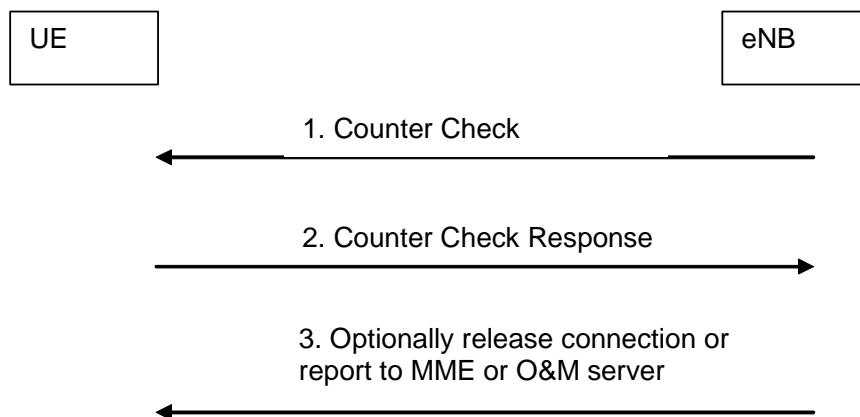 UE
eNB
1. Counter Check
2. Counter Check Response
3. Optionally release connection or
report to MME or O&M server